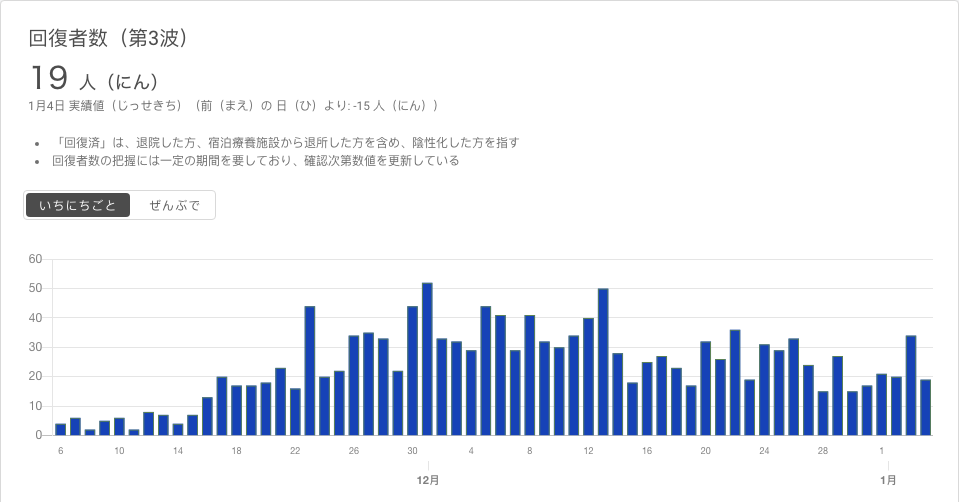 回復者数（第3波）
19 人（にん）
1月4日 実績値（じっせきち）（前（まえ）の 日（ひ）より: -15 人（にん））
• 「回復済」は、退院した方、宿泊療養施設から退所した方を含め、陰性化した方を指す
• 回復者数の把握には一定の期間を要しており、確認次第数値を更新している
いちにちごと ぜんぶで
60
50
40
30
20
10
0
6 10 14 18 22 26 30 4 8 12 16 20 24 28 1
12月 1月